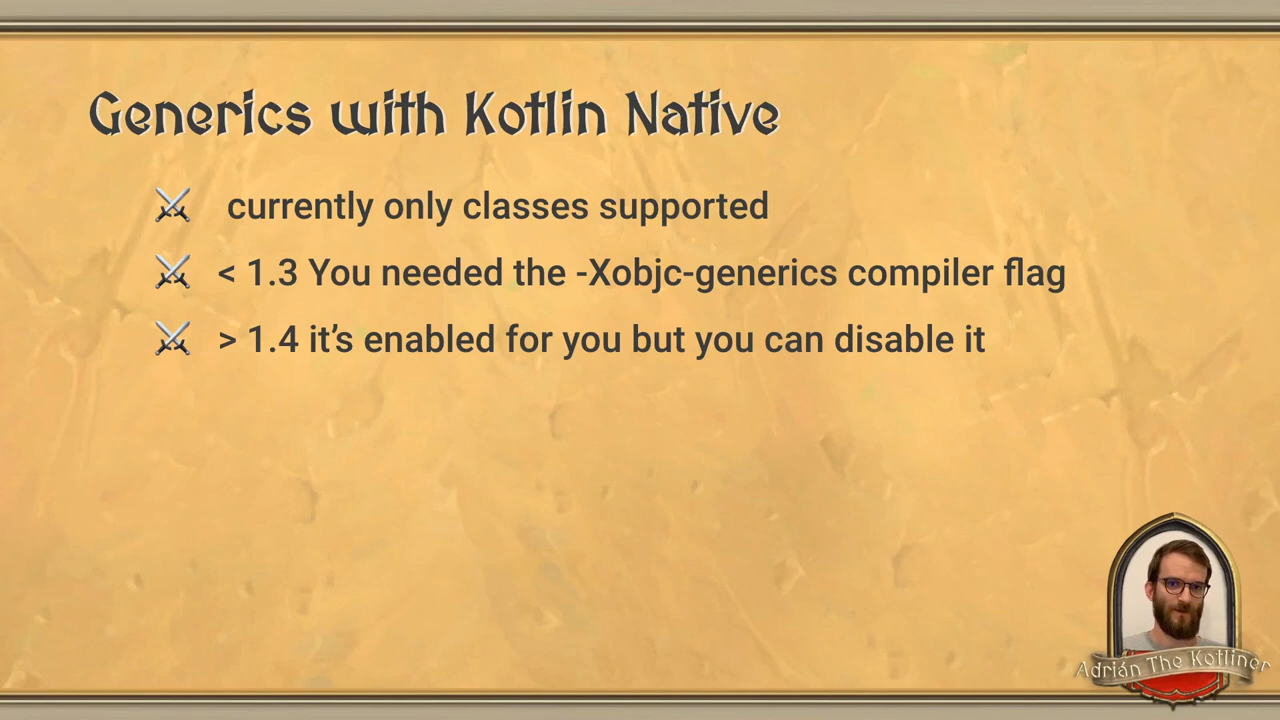 Generics with Kotlin Native
currently only classes supported
< 1.3 You needed the -Xobjc-generics compiler flag
> 1.4 it’s enabled for you but you can disable it
Adrián The Kotliner